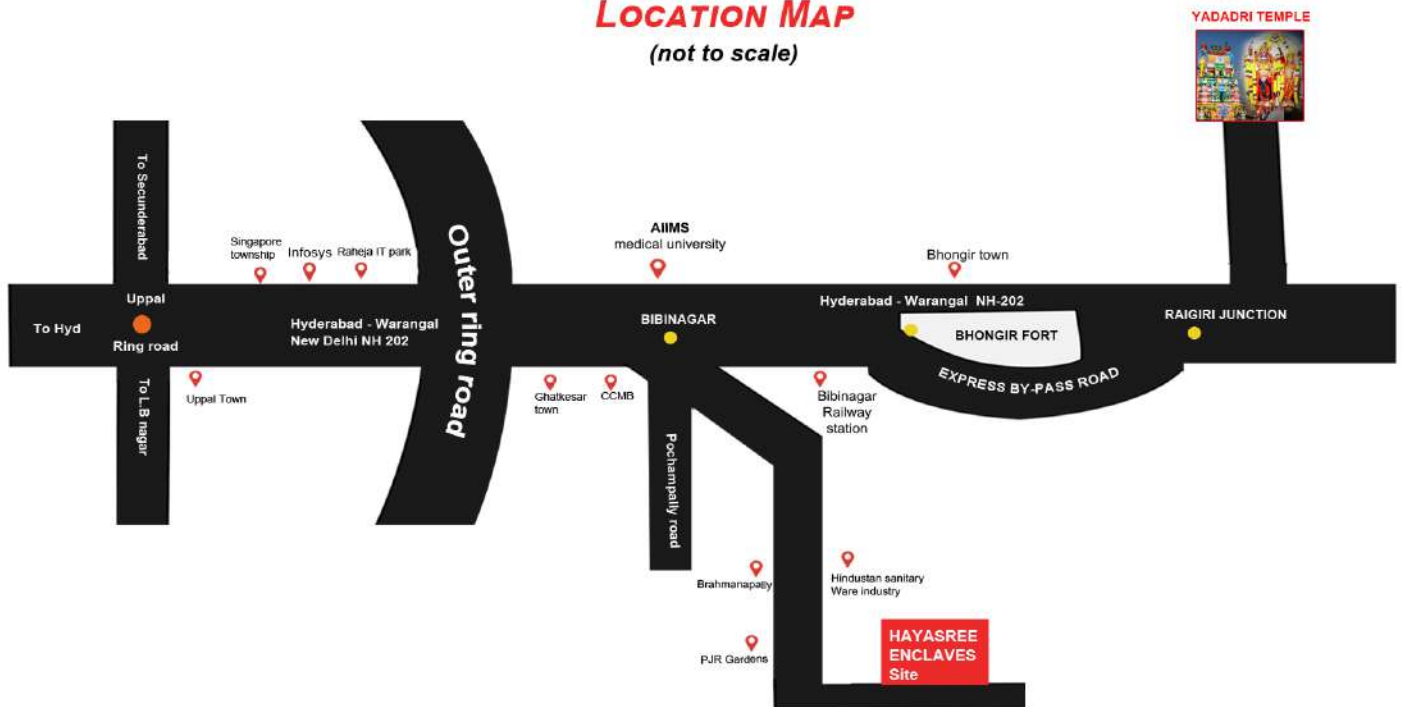 LOCATION MAP
(not to scale)
YADADRI TEMPLE
To Secunderabad
Singapore
township
Infosys
Raheja IT park
Outer ring road
AIIMS
medical university
Bhongir town
Uppal
Ring road
To Hyd
Hyderabad - Warangal
New Delhi NH 202
BIBINAGAR
Hyderabad - Warangal NH-202
BHONGIR FORT
RAIGIRI JUNCTION
EXPRESS BY-PASS ROAD
To L.B nagar
Uppal Town
Ghatkesar
town
CCMB
Bibinagar
Railway
station
Pochampally road
Brahmanapally
Hindustan sanitary
Ware industry
PJR Gardens
HAYASREE
ENCLAVES
Site